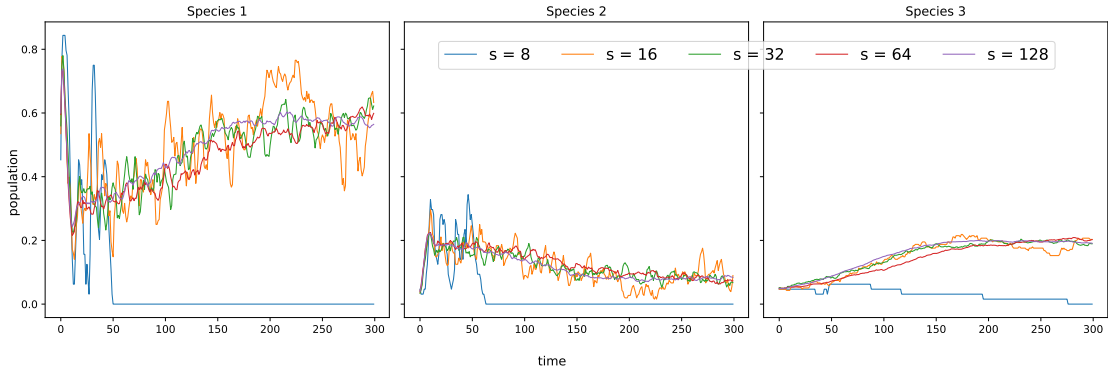 Species 1
Species 2
Species 3
s = 8
s = 16
s = 32
s = 64
s = 128
population
0.8
0.6
0.4
0.2
0.0
0 50 100 150 200 250 300
0 50 100 150 200 250 300
0 50 100 150 200 250 300
time